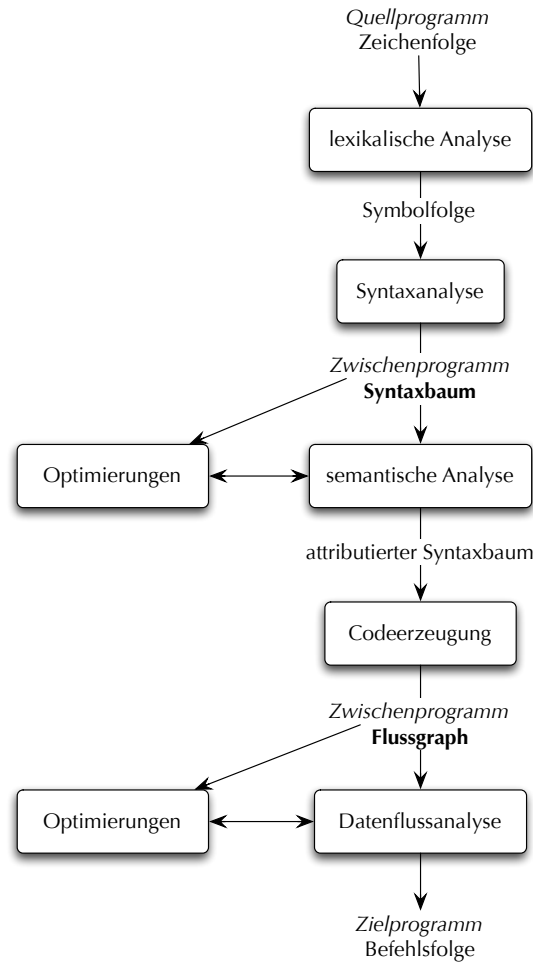 Quellprogramm
Zeichenfolge
lexikalische Analyse
Symbolfolge
Syntaxanalyse
Zwischenprogramm
Syntaxbaum
Optimierungen
semantische Analyse
attributierter Syntaxbaum
Codeerzeugung
Zwischenprogramm
Flussgraph
Optimierungen
Datenflussanalyse
Zielprogramm
Befehlsfolge